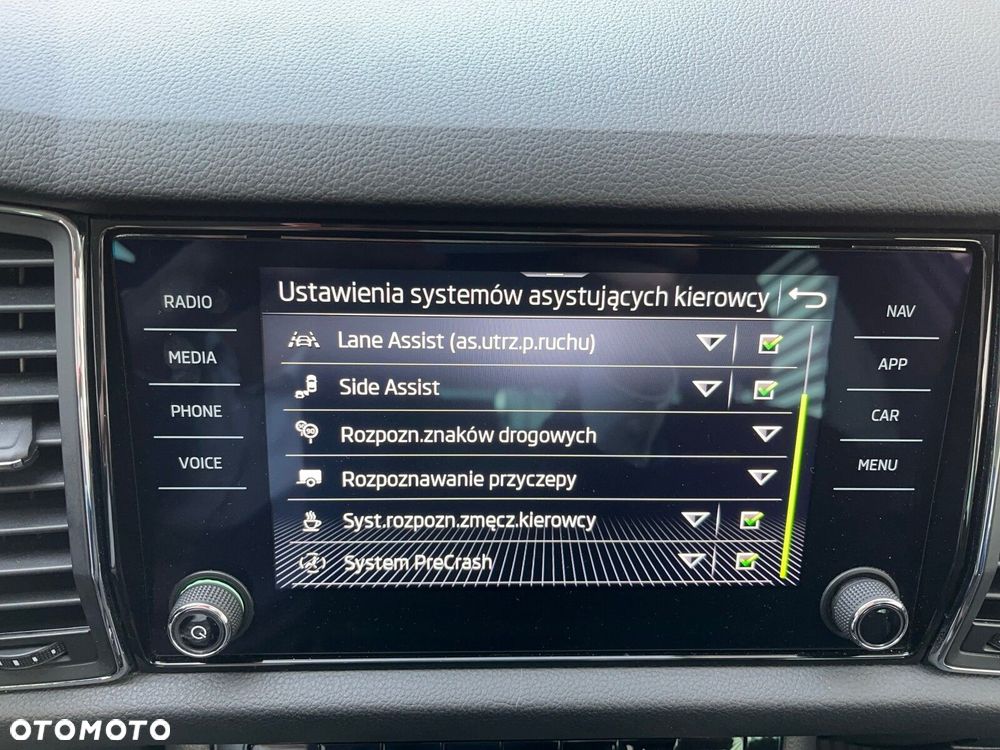 Ustawienia systemów asystujących kierowcy
Lane Assist (as.utrz.p.ruchu)
Side Assist
Rozpozn.znaków drogowych
Rozpoznawanie przyczepy
Syst.rozpozn.zmęcz.kierowcy
System PreCrash
RADIO
MEDIA
PHONE
VOICE
NAV
APP
CAR
MENU
OTOMOTO